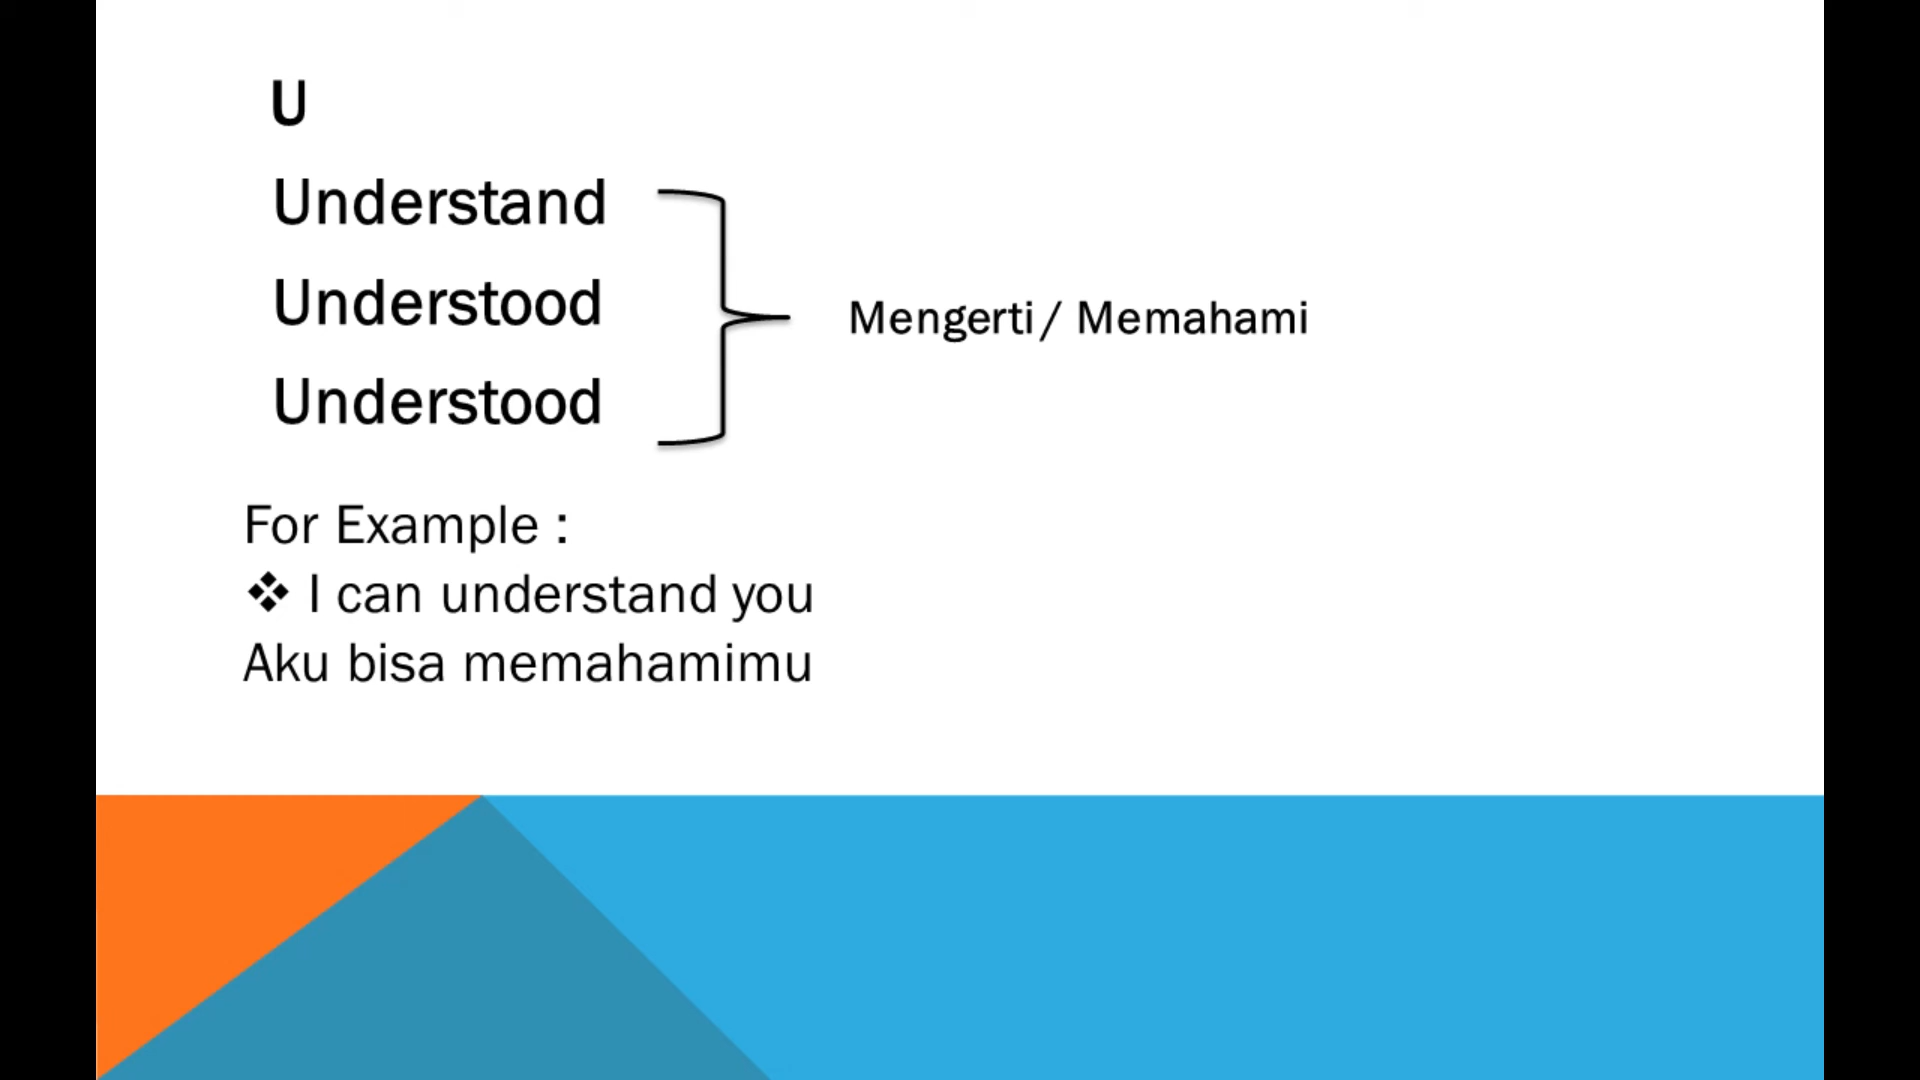 U
Understand
Understood
Mengerti/ Memahami
Understood
For Example :
❖ I can understand you
Aku bisa memahamimu